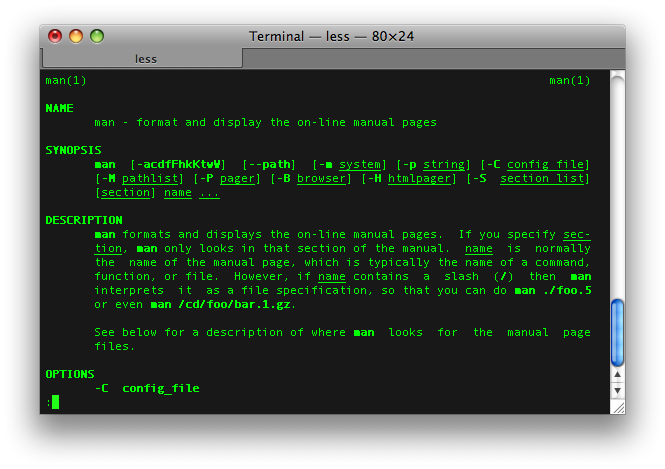 Terminal — less — 80×24
less
man(1) man(1)
NAME
man - format and display the on-line manual pages
SYNOPSIS
man [-acdfFhkKtwW] [--path] [-m system] [-p string] [-C config_file]
[-M pathlist] [-P pager] [-B browser] [-H htmlpager] [-S section_list]
[section] name ...
DESCRIPTION
man formats and displays the on-line manual pages. If you specify sec-
tion, man only looks in that section of the manual. name is normally
the name of the manual page, which is typically the name of a command,
function, or file. However, if name contains a slash (/) then man
interprets it as a file specification, so that you can do man ./foo.5
or even man /cd/foo/bar.1.gz.
See below for a description of where man looks for the manual page
files.
OPTIONS
-C config_file
: